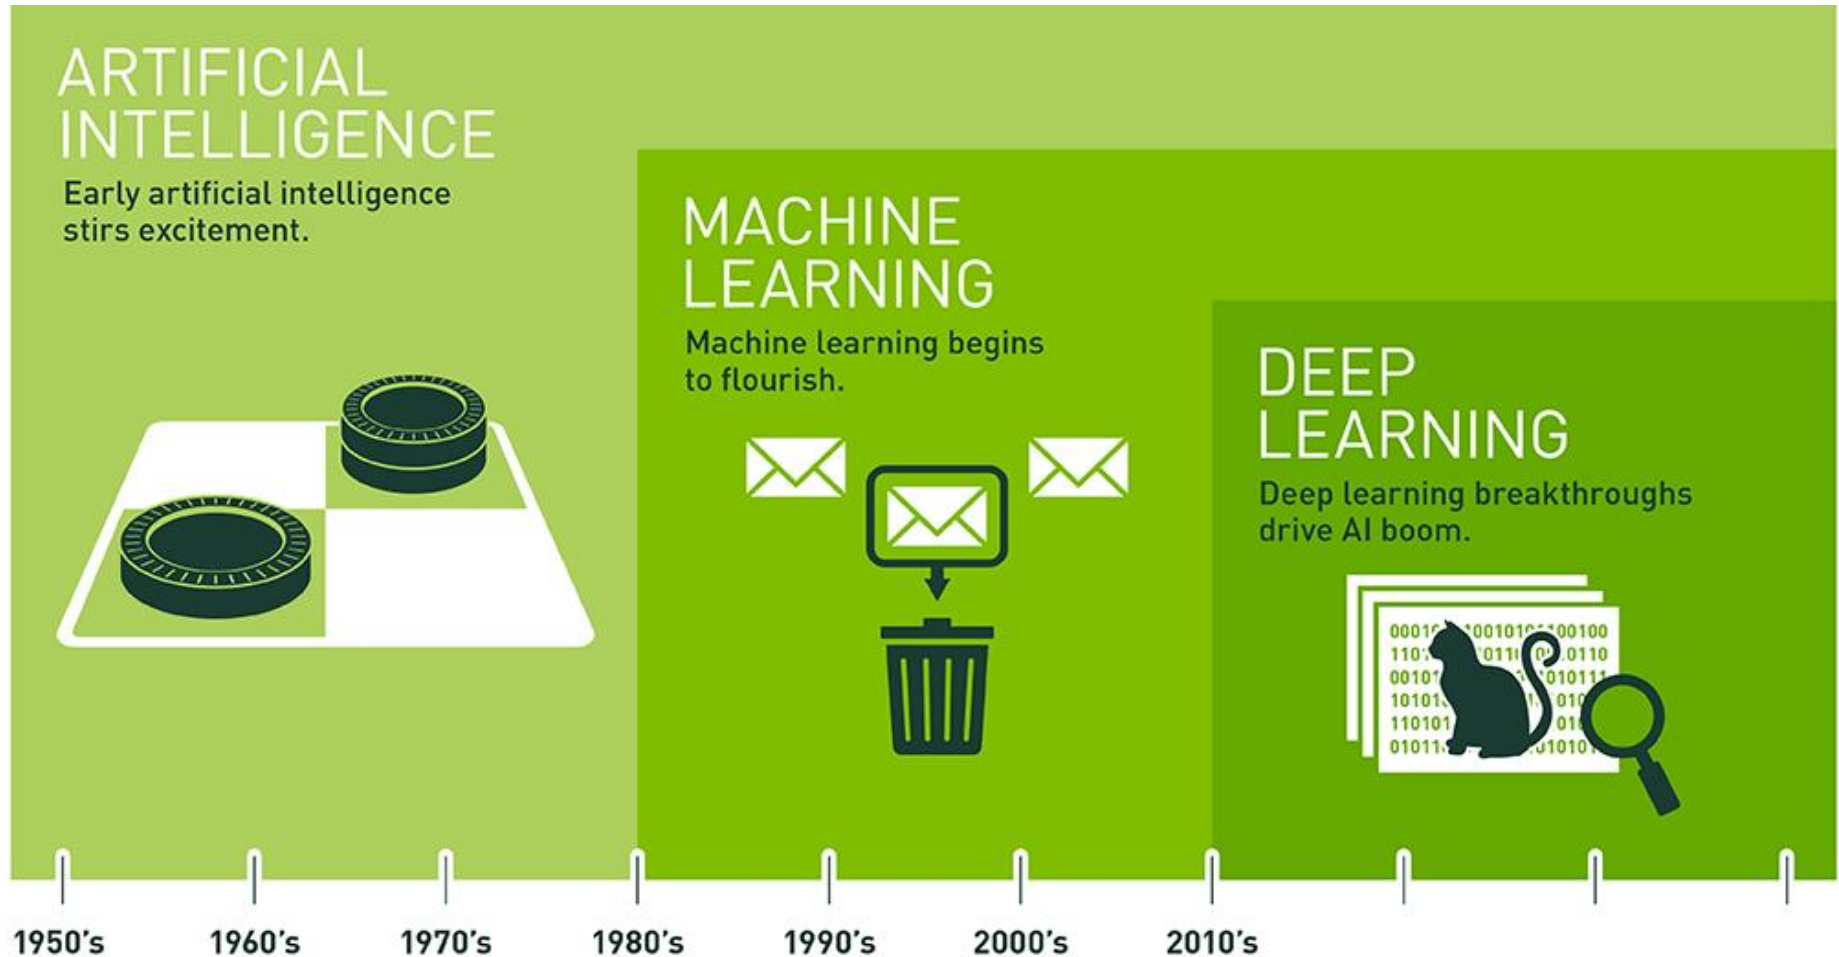 ARTIFICIAL
INTELLIGENCE
Early artificial intelligence
stirs excitement.
MACHINE
LEARNING
Machine learning begins
to flourish.
DEEP
LEARNING
Deep learning breakthroughs
drive AI boom.
1950's 1960's 1970's 1980's 1990's 2000's 2010's